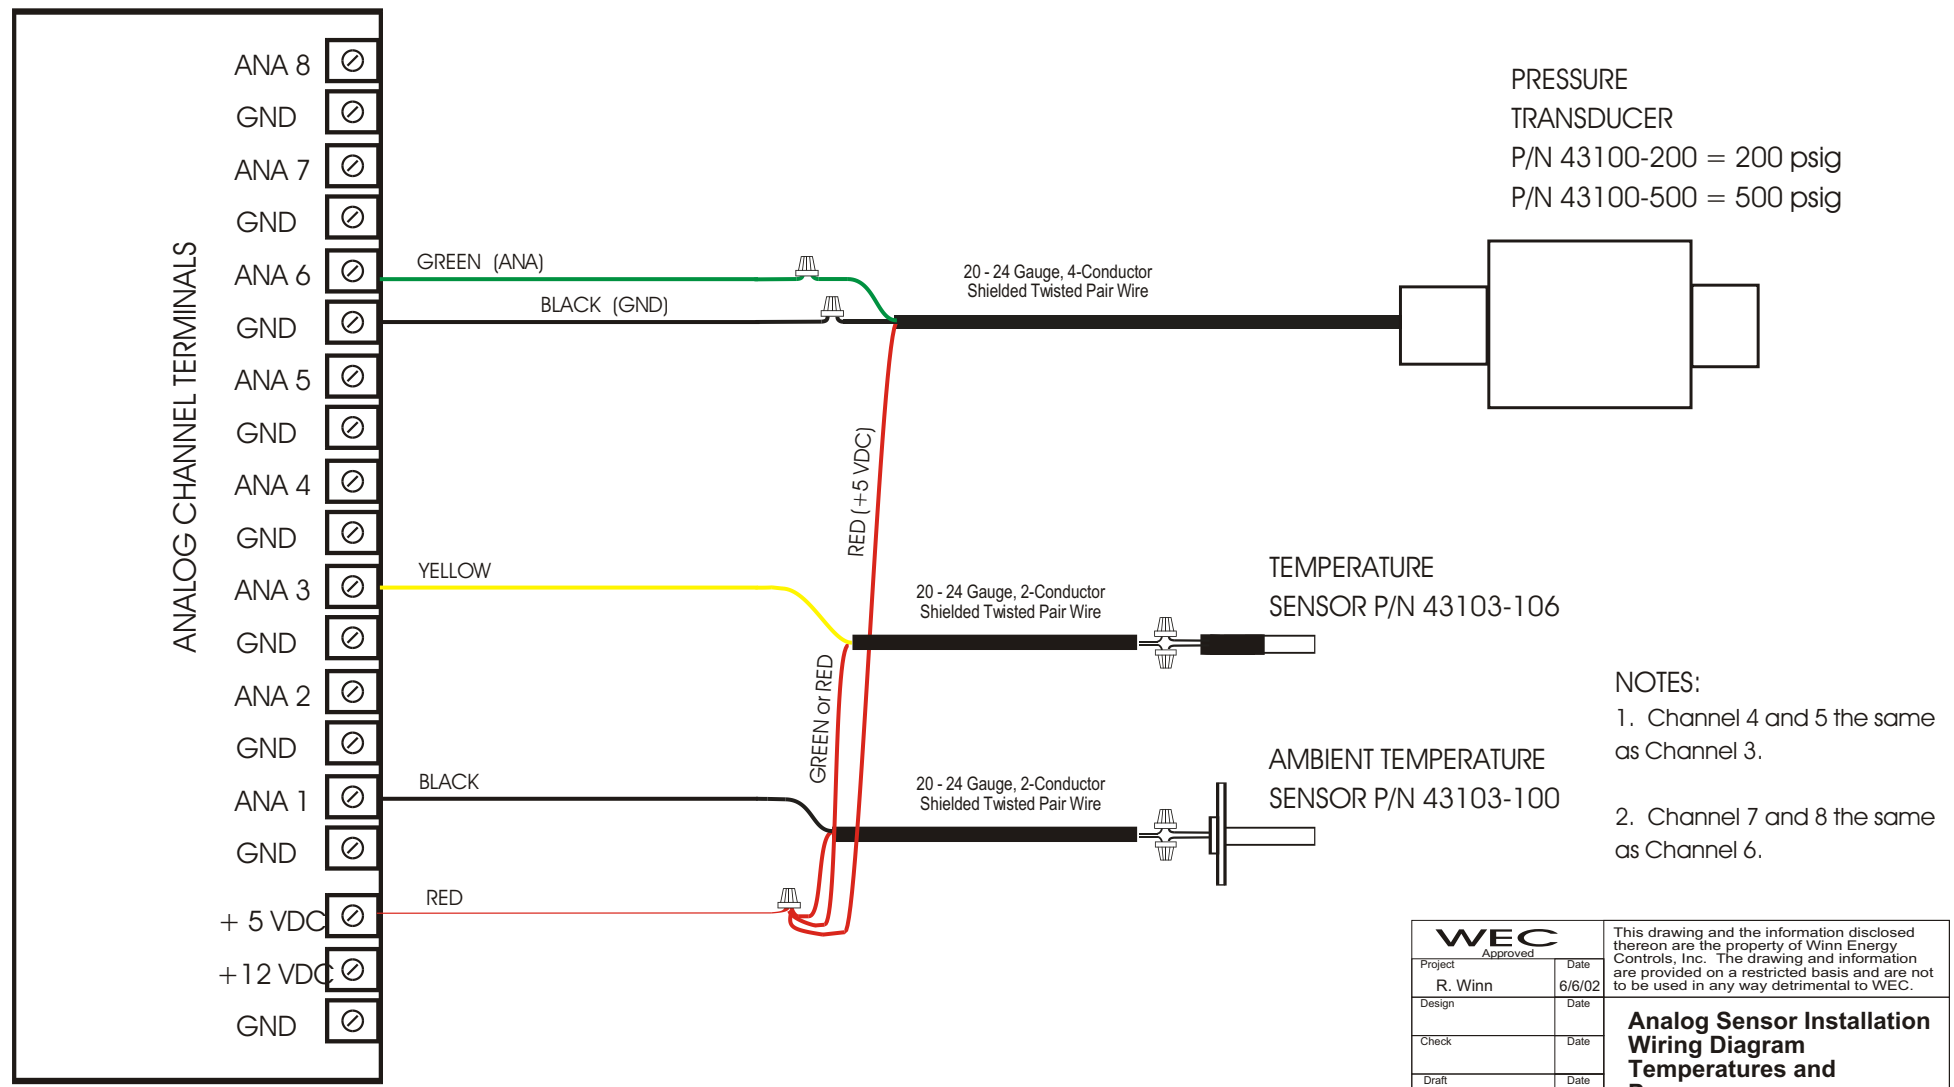 ANALOG CHANNEL TERMINALS
ANA 8
GND
ANA 7
GND
ANA 6
GND
ANA 5
GND
ANA 4
GND
ANA 3
GND
ANA 2
GND
ANA 1
GND
+ 5 VDC
+12 VDC
GND
GREEN (ANA)
BLACK (GND)
20 - 24 Gauge, 4-Conductor
Shielded Twisted Pair Wire
PRESSURE
TRANSDUCER
P/N 43100-200 = 200 psig
P/N 43100-500 = 500 psig
RED (+5 VDC)
YELLOW
20 - 24 Gauge, 2-Conductor
Shielded Twisted Pair Wire
TEMPERATURE
SENSOR P/N 43103-106
GREEN or RED
BLACK
20 - 24 Gauge, 2-Conductor
Shielded Twisted Pair Wire
AMBIENT TEMPERATURE
SENSOR P/N 43103-100
RED
NOTES:
1. Channel 4 and 5 the same
as Channel 3.
2. Channel 7 and 8 the same
as Channel 6.
WEC
Approved
Project Date
R. Winn 6/6/02
Design Date
Check Date
Draft Date
This drawing and the information disclosed
thereon are the property of Winn Energy
Controls, Inc. The drawing and information
are provided on a restricted basis and are not
to be used in any way detrimental to WEC.
Analog Sensor Installation
Wiring Diagram
Temperatures and